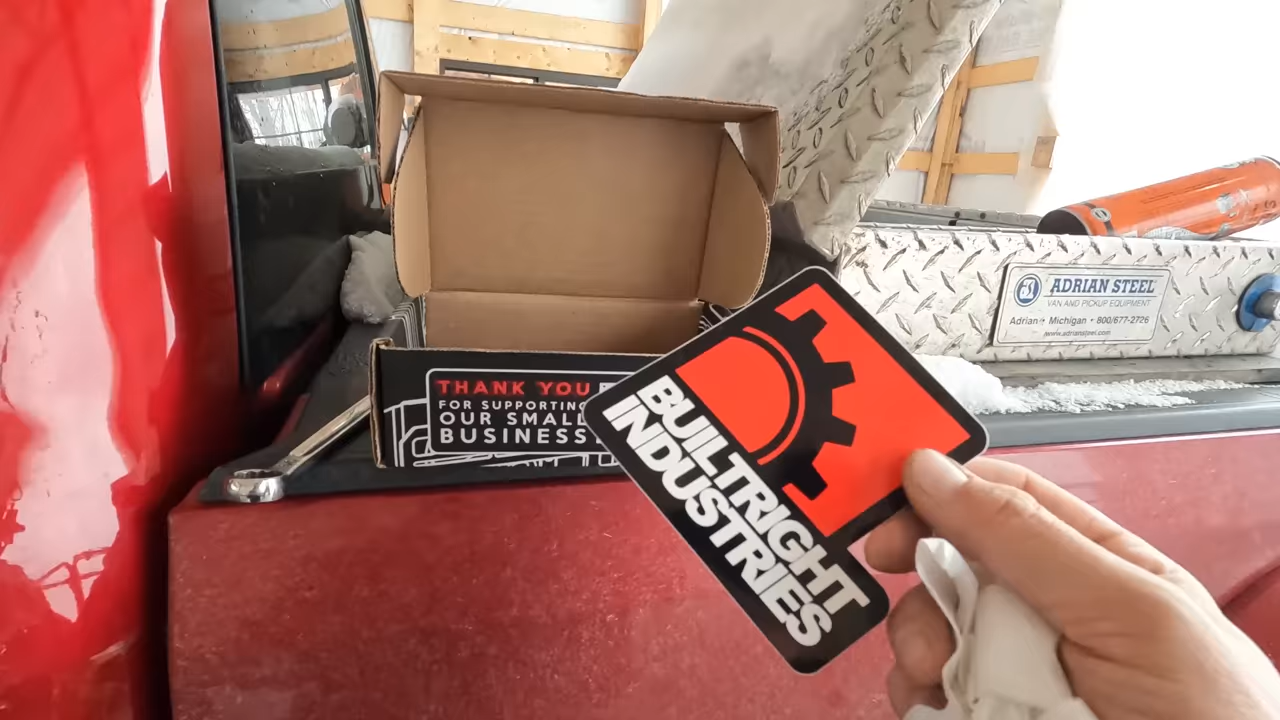 THANK YOU
FOR SUPPORTING
OUR SMALL
BUSINESS
BUILTRIGHT
INDUSTRIES
ADRIAN STEEL
VAN AND PICKUP EQUIPMENT
Adrian • Michigan • 800/677-2726
www.adriansteel.com